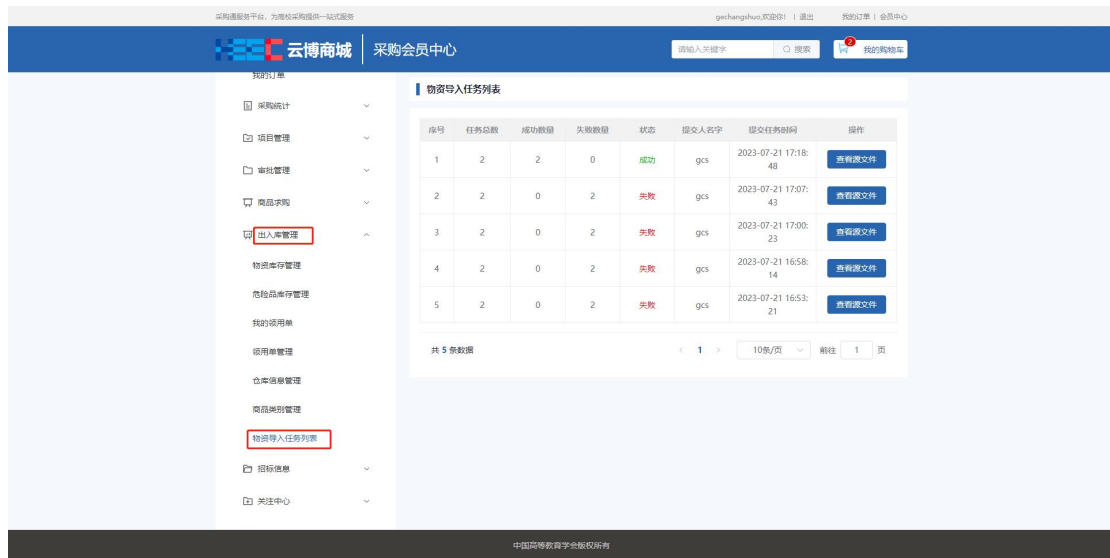 采购通服务平台，为高校采购提供一站式服务
gechangshuo,欢迎你! | 退出 我的订单 | 会员中心
云博商城 采购会员中心
请输入关键字 搜索 2 我的购物车
我的订单
采购统计
项目管理
审批管理
商品求购
出入库管理
物资库存管理
危险品库存管理
我的领用单
领用单管理
仓库信息管理
商品类别管理
物资导入任务列表
招标信息
关注中心
物资导入任务列表
序号 任务总数 成功数量 失败数量 状态 提交人名字 提交任务时间 操作
1 2 2 0 成功 gcs 2023-07-21 17:18:48 查看源文件
2 2 0 2 失败 gcs 2023-07-21 17:07:43 查看源文件
3 2 0 2 失败 gcs 2023-07-21 17:00:23 查看源文件
4 2 0 2 失败 gcs 2023-07-21 16:58:14 查看源文件
5 2 0 2 失败 gcs 2023-07-21 16:53:21 查看源文件
共 5 条数据 < 1 > 10条/页 前往 1 页
中国高等教育学会版权所有